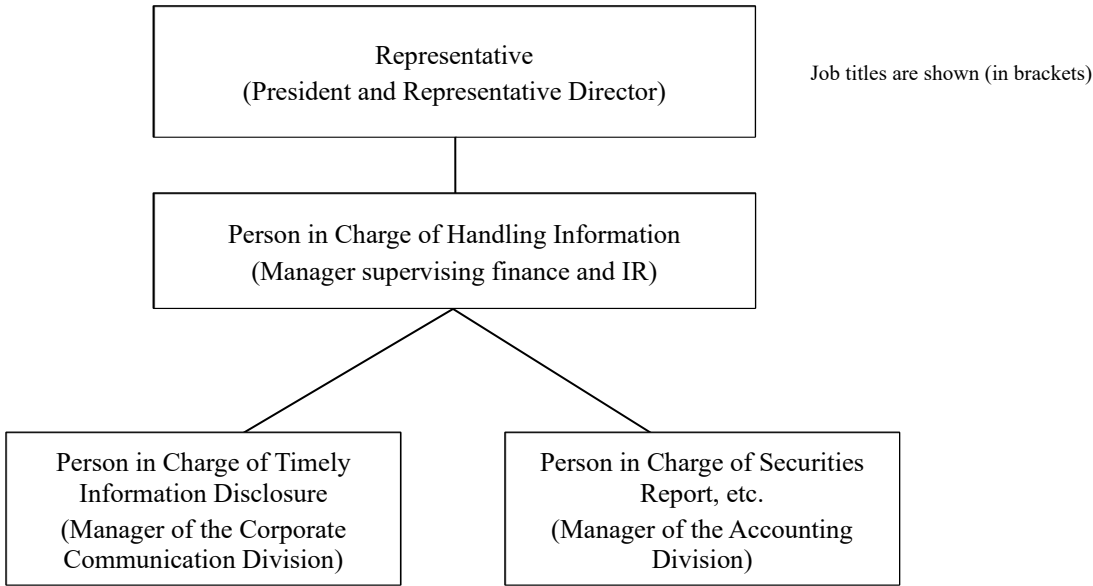 Representative
(President and Representative Director)
Job titles are shown (in brackets)
Person in Charge of Handling Information
(Manager supervising finance and IR)
Person in Charge of Timely
Information Disclosure
(Manager of the Corporate
Communication Division)
Person in Charge of Securities
Report, etc.
(Manager of the Accounting
Division)